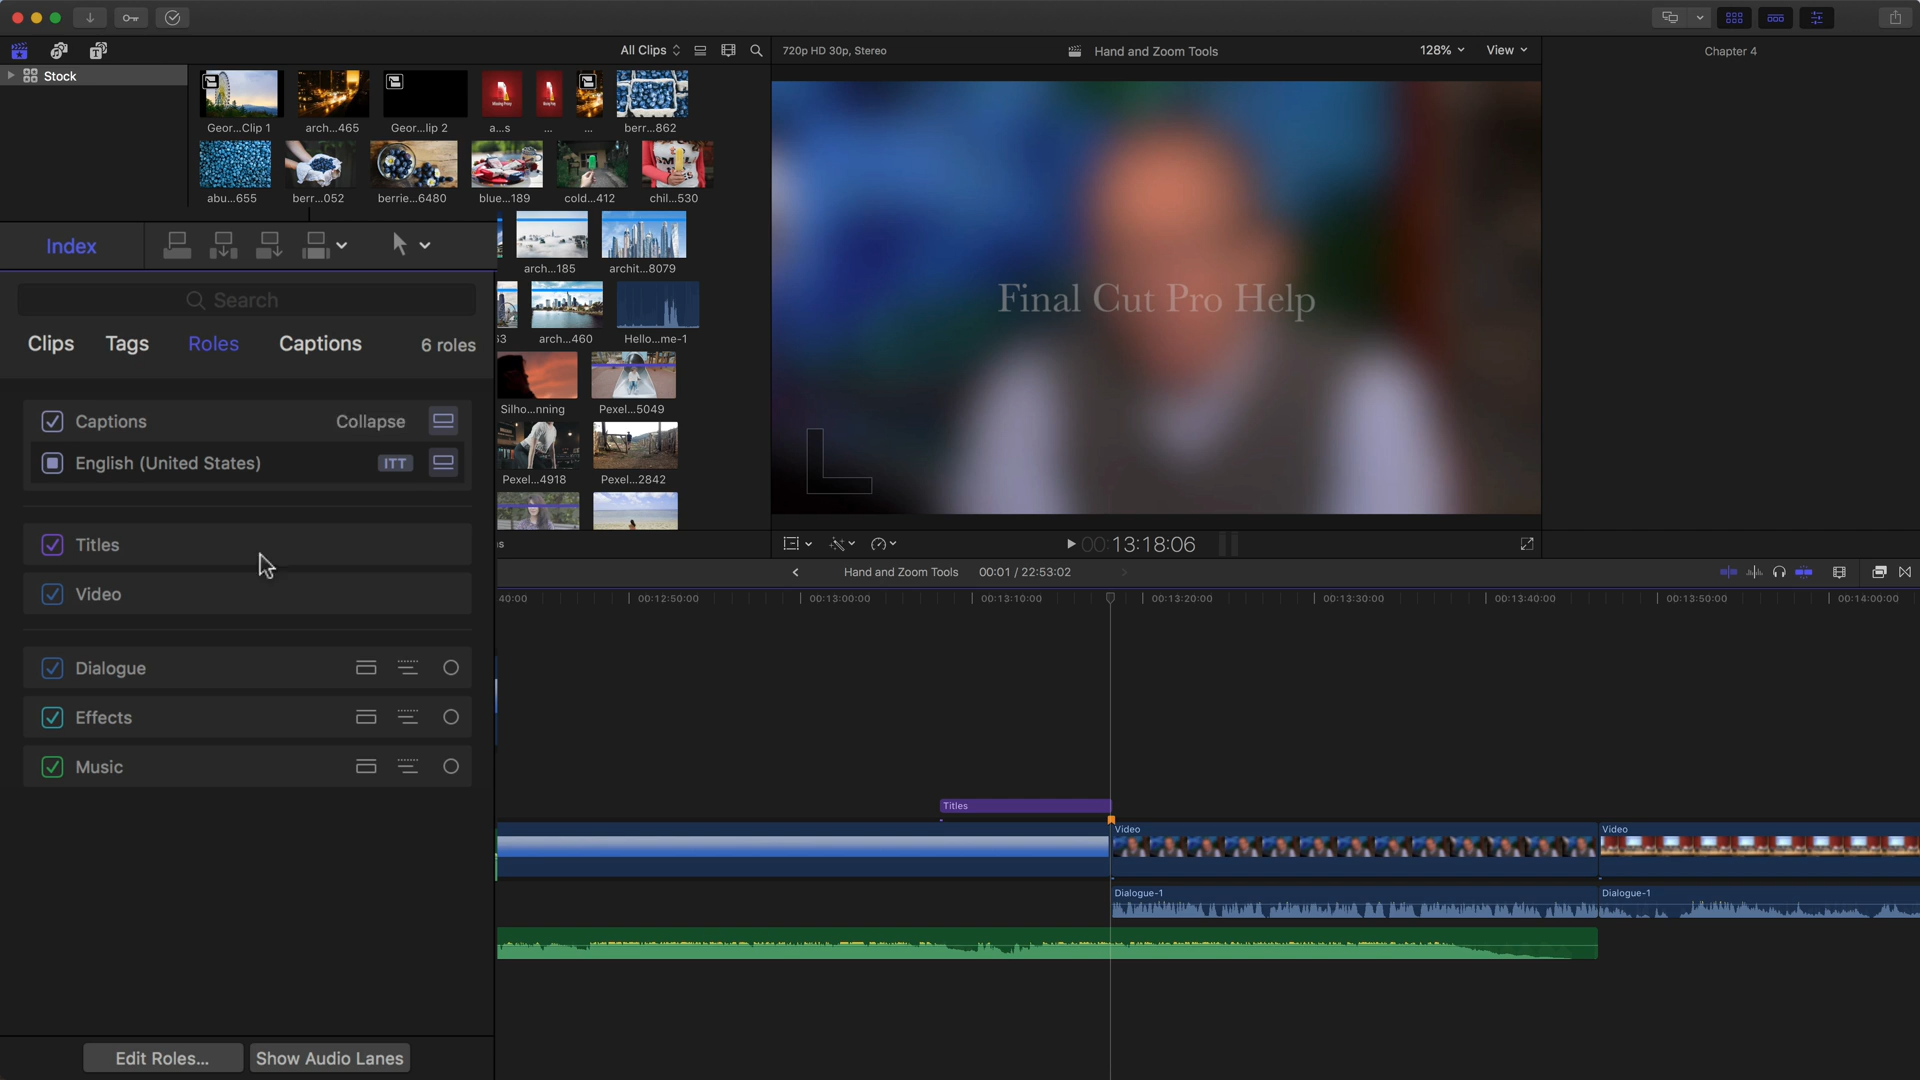 All Clips
720p HD 30p, Stereo
Hand and Zoom Tools
128%
View
Chapter 4
Stock
Geor...Clip 1
arch...465
Geor...lip 2
a...s
...
...
berr...862
abu...655
berr...052
berrie...6480
blue...189
cold...412
chil...530
Index
arch...185
archit...8079
Search
Final Cut Pro Help
Clips
Tags
Roles
Captions
6 roles
63
arch...460
Hello...me-1
Silho...nning
Pexel...5049
Captions
Collapse
English (United States)
ITT
Pexel...4918
Pexel...2842
Titles
00:13:18:06
Hand and Zoom Tools
00:01 / 22:53:02
Video
40:00
00:12:50:00
00:13:00:00
00:13:10:00
00:13:20:00
00:13:30:00
00:13:40:00
00:13:50:00
00:14:00:00
Dialogue
Effects
Music
Titles
Video
Video
Dialogue-1
Dialogue-1
Edit Roles...
Show Audio Lanes